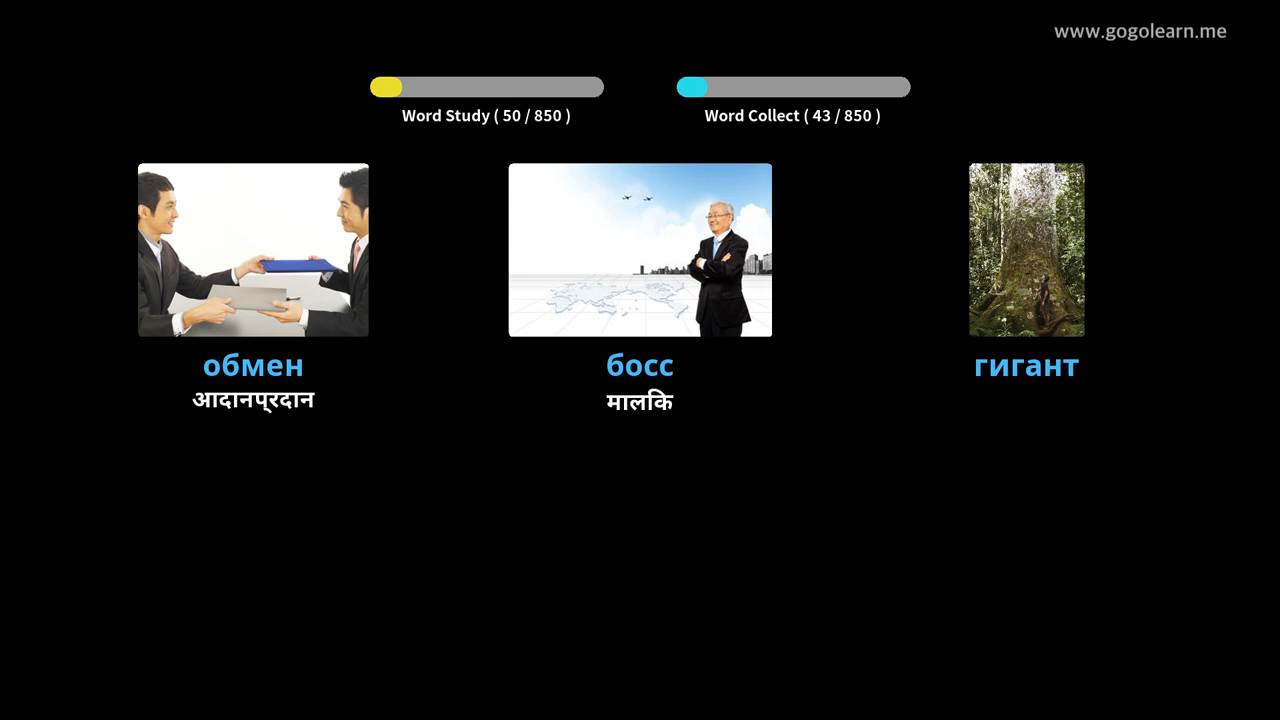 www.gogolearn.me
Word Study ( 50 / 850 )
Word Collect ( 43 / 850 )
обмен
босс
гигант
आदानप्रदान
मालिक